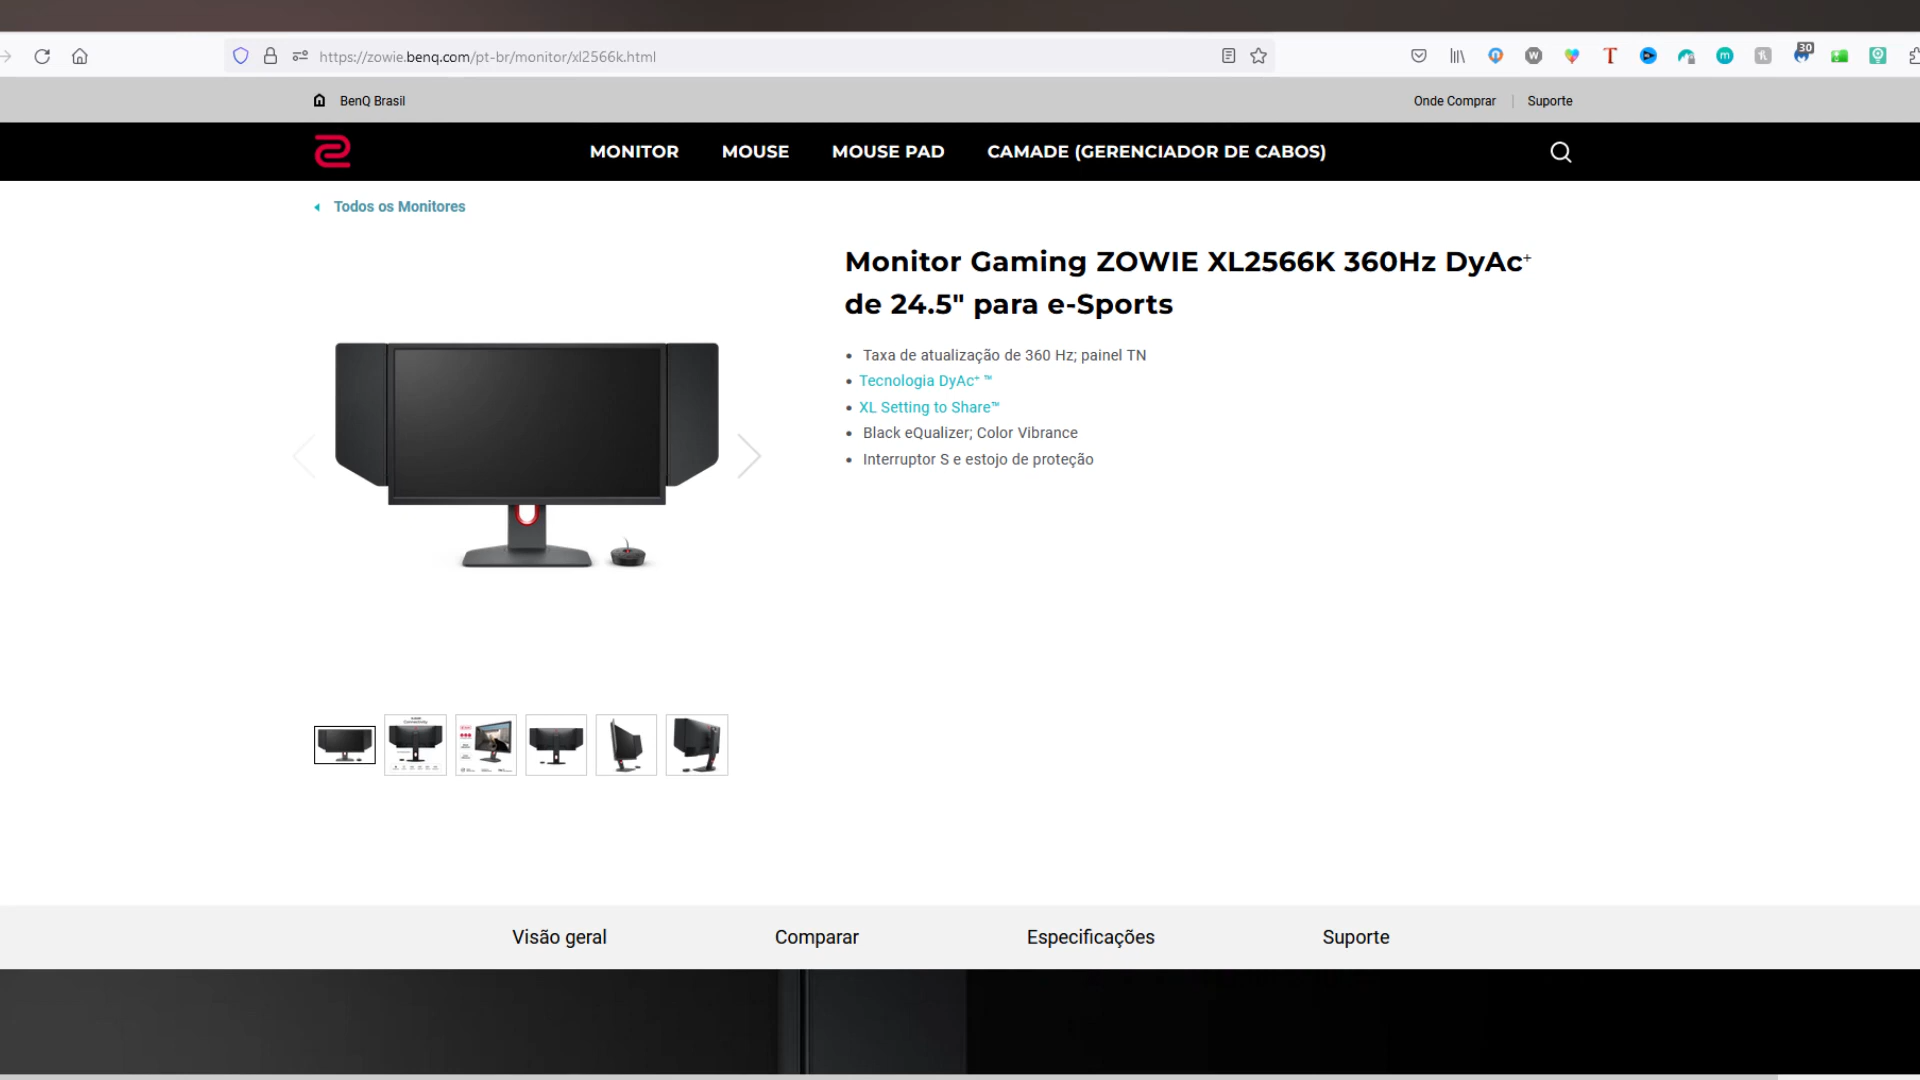 https://zowie.benq.com/pt-br/monitor/xl2566k.html
30
BenQ Brasil
Onde Comprar
Suporte
MONITOR
MOUSE
MOUSE PAD
CAMADE (GERENCIADOR DE CABOS)
Todos os Monitores
Monitor Gaming ZOWIE XL2566K 360Hz DyAc⁺
de 24.5" para e-Sports
Taxa de atualização de 360 Hz; painel TN
Tecnologia DyAc⁺ ™
XL Setting to Share™
Black eQualizer; Color Vibrance
Interruptor S e estojo de proteção
Visão geral
Comparar
Especificações
Suporte